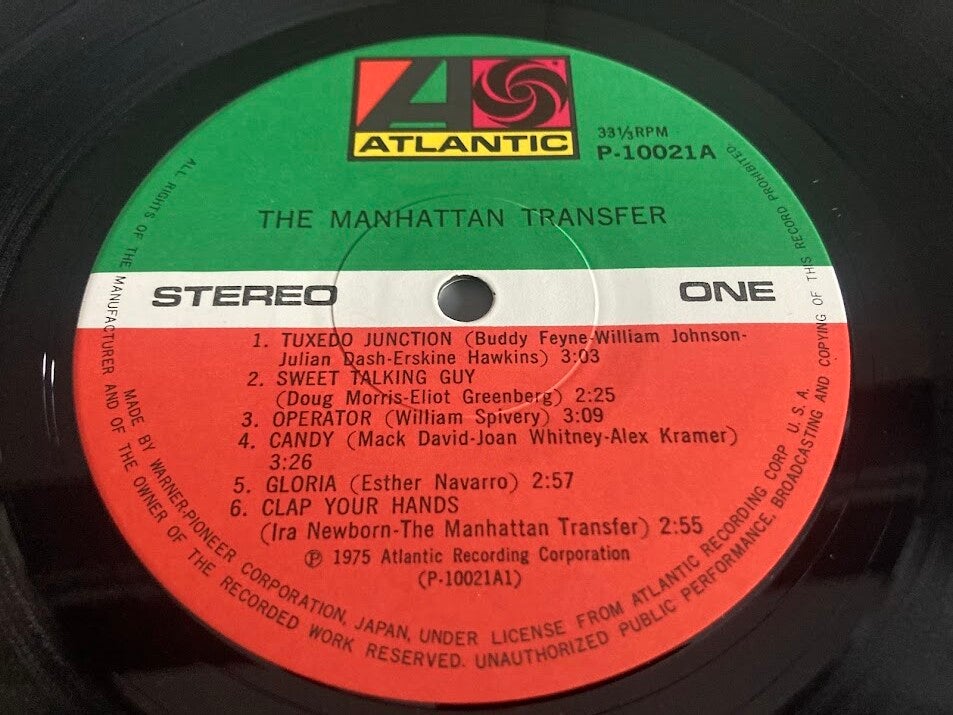 ATLANTIC
33⅓RPM
P-10021A
THE MANHATTAN TRANSFER
STEREO
ONE
1. TUXEDO JUNCTION (Buddy Feyne-William Johnson-
Julian Dash-Erskine Hawkins) 3:03
2. SWEET TALKING GUY
(Doug Morris-Eliot Greenberg) 2:25
3. OPERATOR (William Spivery) 3:09
4. CANDY (Mack David-Joan Whitney-Alex Kramer)
3:26
5. GLORIA (Esther Navarro) 2:57
6. CLAP YOUR HANDS
(Ira Newborn-The Manhattan Transfer) 2:55
Ⓟ 1975 Atlantic Recording Corporation
(P-10021A1)
MADE BY WARNER-PIONEER CORPORATION, JAPAN, UNDER LICENSE FROM ATLANTIC RECORDING CORP U.S.A.
ALL RIGHTS OF THE MANUFACTURER AND OF THE OWNER OF THE RECORDED WORK RESERVED. UNAUTHORIZED PUBLIC PERFORMANCE, BROADCASTING AND COPYING OF THIS RECORD PROHIBITED.